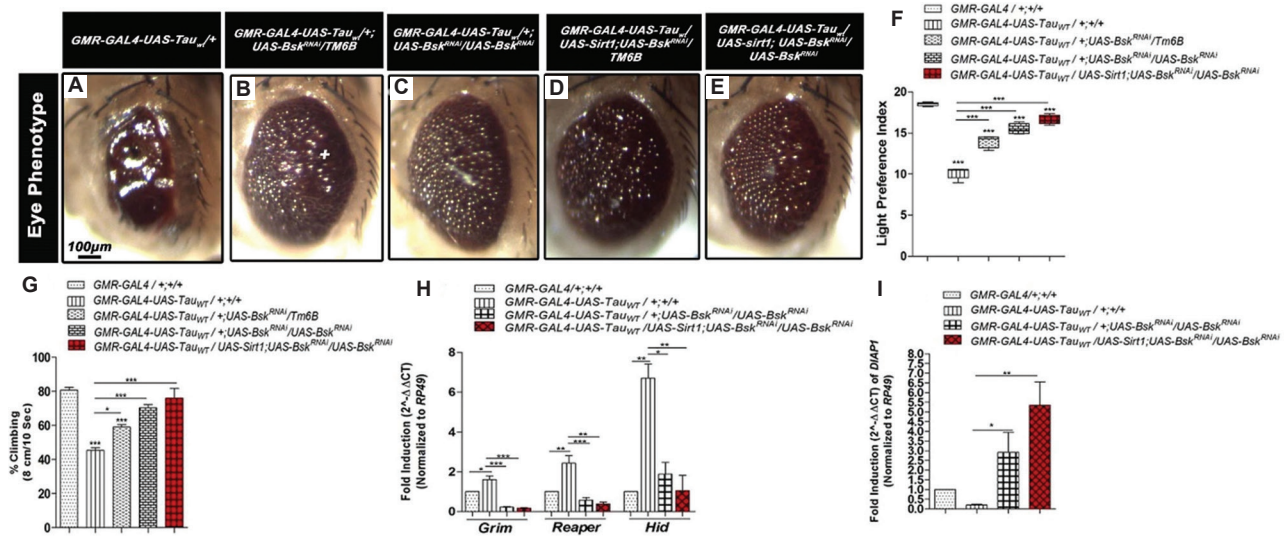 GMR-GAL4-UAS-Tauwt/+
GMR-GAL4-UAS-Tauwt/+;
UAS-BskRNAi/TM6B
GMR-GAL4-UAS-Tauwt/+;
UAS-BskRNAi/UAS-BskRNAi
GMR-GAL4-UAS-Tauwt/
UAS-Sirt1;UAS-BskRNAi/
TM6B
GMR-GAL4-UAS-Tauwt/
UAS-sirt1; UAS-BskRNAi/
UAS-BskRNAi
Eye Phenotype
A
B
C
D
E
+
100µm
F
GMR-GAL4 / +;+/+
GMR-GAL4-UAS-TauWT / +;+/+
GMR-GAL4-UAS-TauWT / +;UAS-BskRNAi/Tm6B
GMR-GAL4-UAS-TauWT / +;UAS-BskRNAi/UAS-BskRNAi
GMR-GAL4-UAS-TauWT / UAS-Sirt1;UAS-BskRNAi/UAS-BskRNAi
Light Preference Index
20
15
10
5
0
***
***
***
***
***
***
***
G
GMR-GAL4 / +;+/+
GMR-GAL4-UAS-TauWT / +;+/+
GMR-GAL4-UAS-TauWT / +;UAS-BskRNAi/Tm6B
GMR-GAL4-UAS-TauWT / +;UAS-BskRNAi/UAS-BskRNAi
GMR-GAL4-UAS-TauWT / UAS-Sirt1;UAS-BskRNAi/UAS-BskRNAi
% Climbing
(8 cm/10 Sec)
100
80
60
40
20
0
***
***
*
***
***
H
GMR-GAL4/+;+/+
GMR-GAL4-UAS-TauWT / +;+/+
GMR-GAL4-UAS-TauWT / +;UAS-BskRNAi/UAS-BskRNAi
GMR-GAL4-UAS-TauWT /UAS-Sirt1;UAS-BskRNAi/UAS-BskRNAi
Fold Induction (2^-ΔΔCT)
(Normalized to RP49)
8
6
4
2
0
*
***
***
**
**
***
**
**
*
Grim
Reaper
Hid
I
GMR-GAL4/+;+/+
GMR-GAL4-UAS-TauWT / +;+/+
GMR-GAL4-UAS-TauWT / +;UAS-BskRNAi/UAS-BskRNAi
GMR-GAL4-UAS-TauWT /UAS-Sirt1;UAS-BskRNAi/UAS-BskRNAi
Fold Induction (2^-ΔΔCT) of DIAP1
(Normalized to RP49)
8.0
7.5
7.0
6.5
6.0
5.5
5.0
4.5
4.0
3.5
3.0
2.5
2.0
1.5
1.0
0.5
0.0
**
*